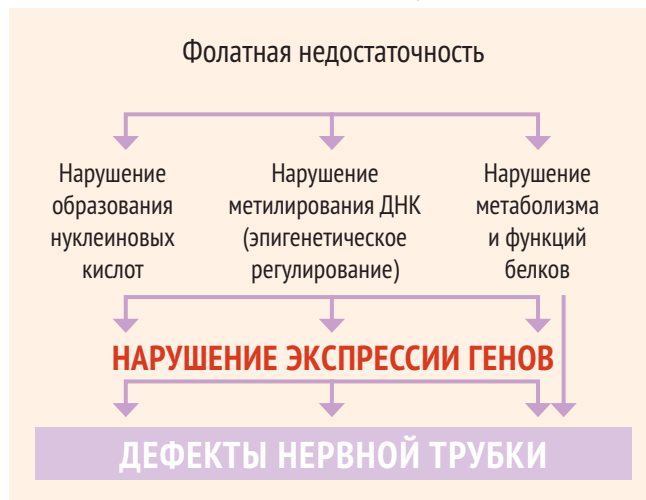 Фолатная недостаточность
Нарушение
образования
нуклеиновых
кислот
Нарушение
метилирования ДНК
(эпигенетическое
регулирование)
Нарушение
метаболизма
и функций
белков
НАРУШЕНИЕ ЭКСПРЕССИИ ГЕНОВ
ДЕФЕКТЫ НЕРВНОЙ ТРУБКИ